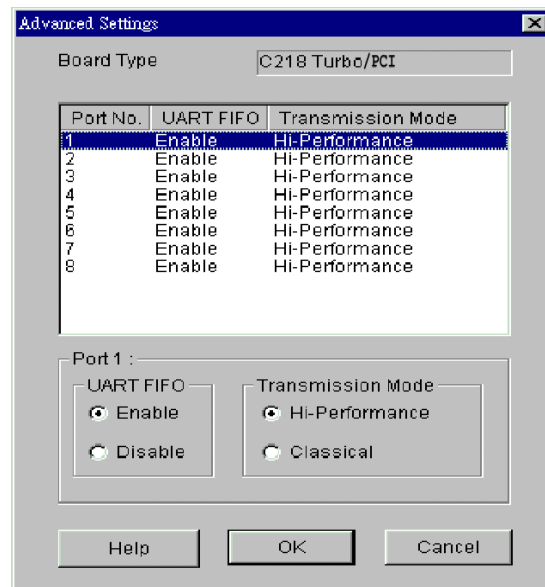 Advanced Settings
Board Type C218 Turbo/PCI
Port No. UART FIFO Transmission Mode
1 Enable Hi-Performance
2 Enable Hi-Performance
3 Enable Hi-Performance
4 Enable Hi-Performance
5 Enable Hi-Performance
6 Enable Hi-Performance
7 Enable Hi-Performance
8 Enable Hi-Performance
Port 1 :
UART FIFO Transmission Mode
Enable Hi-Performance
Disable Classical
Help OK Cancel